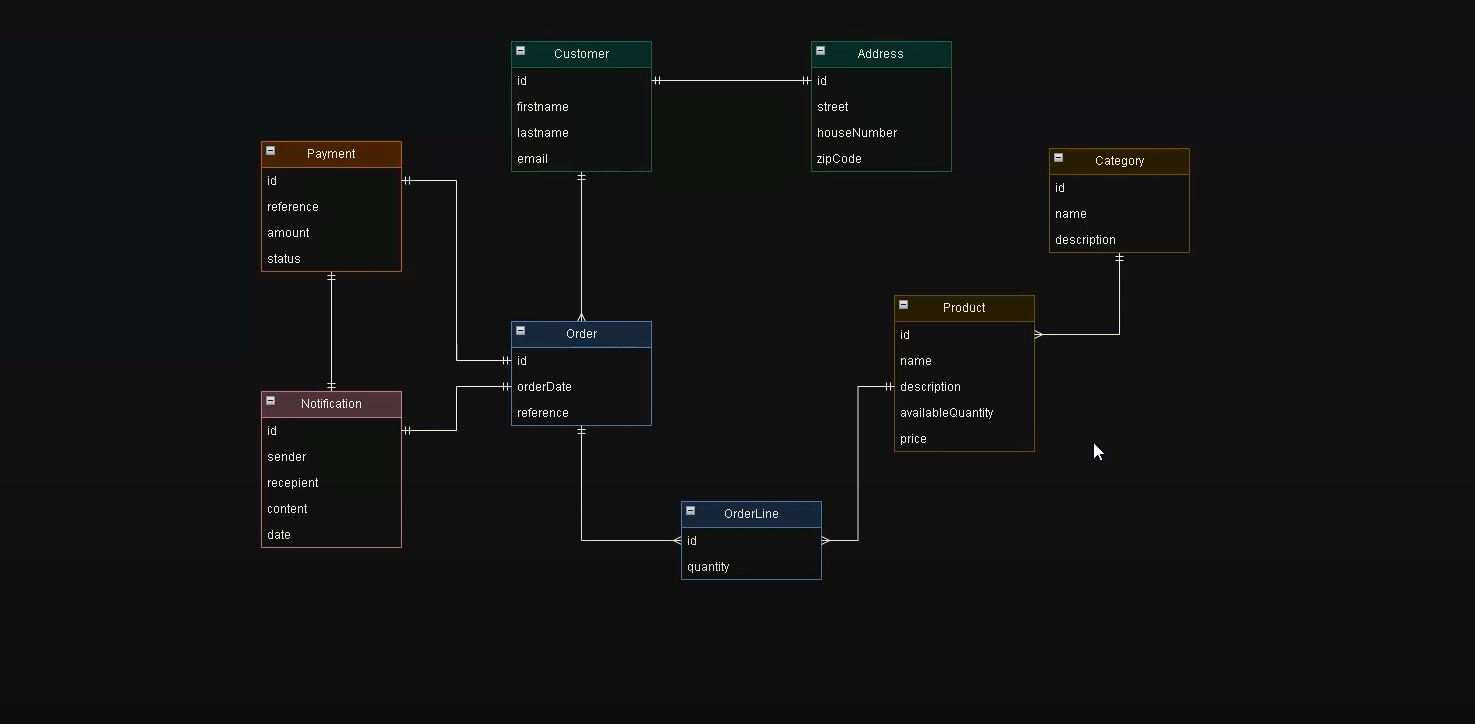 Customer
id
firstname
lastname
email
Address
id
street
houseNumber
zipCode
Payment
id
reference
amount
status
Category
id
name
description
Order
id
orderDate
reference
Product
id
name
description
availableQuantity
price
Notification
id
sender
recepient
content
date
OrderLine
id
quantity